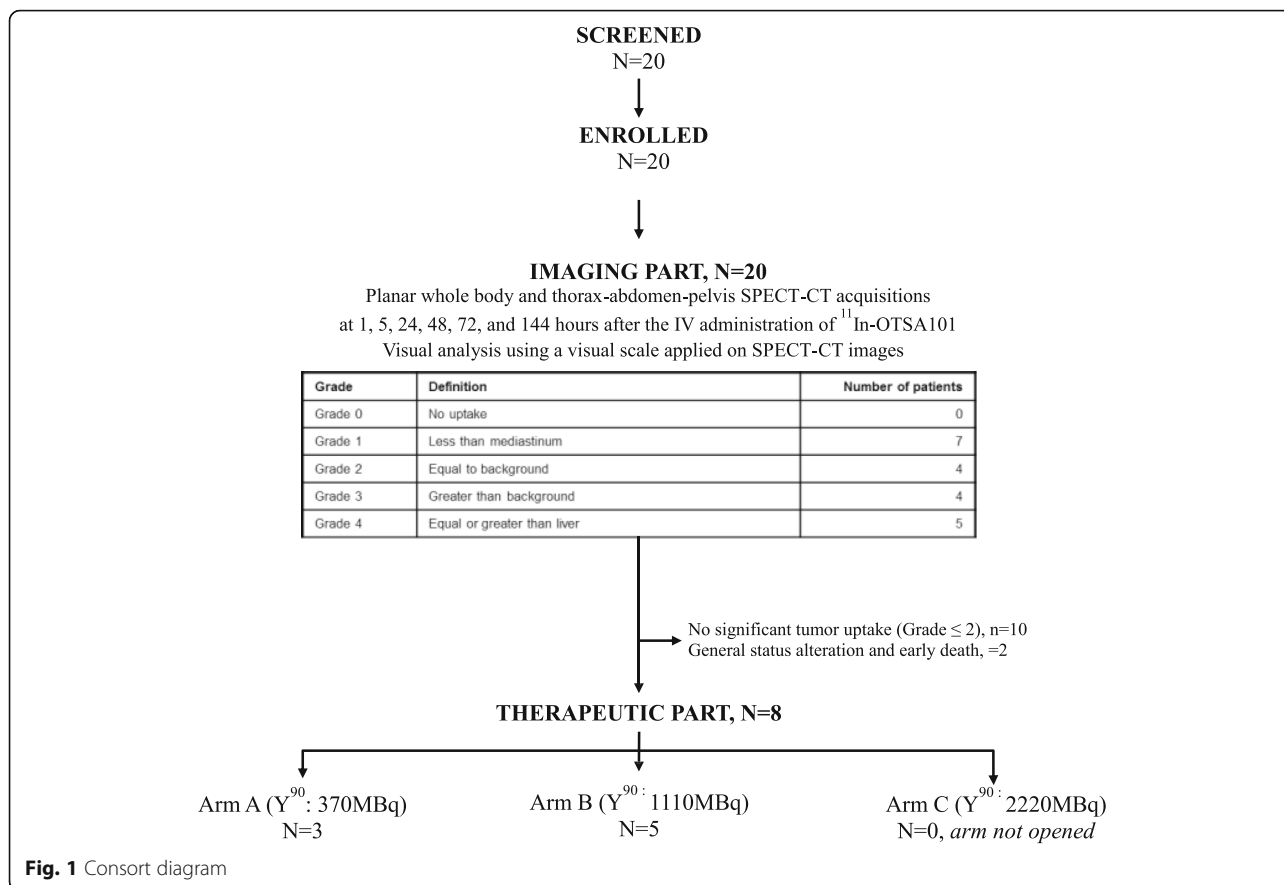 SCREENED
N=20
ENROLLED
N=20
IMAGING PART, N=20
Planar whole body and thorax-abdomen-pelvis SPECT-CT acquisitions
at 1, 5, 24, 48, 72, and 144 hours after the IV administration of ¹¹In-OTSA101
Visual analysis using a visual scale applied on SPECT-CT images
Grade Definition Number of patients
Grade 0 No uptake 0
Grade 1 Less than mediastinum 7
Grade 2 Equal to background 4
Grade 3 Greater than background 4
Grade 4 Equal or greater than liver 5
No significant tumor uptake (Grade ≤ 2), n=10
General status alteration and early death, =2
THERAPEUTIC PART, N=8
Arm A (Y⁹⁰: 370MBq)
N=3
Arm B (Y⁹⁰ : 1110MBq)
N=5
Arm C (Y⁹⁰ : 2220MBq)
N=0, arm not opened
Fig. 1 Consort diagram